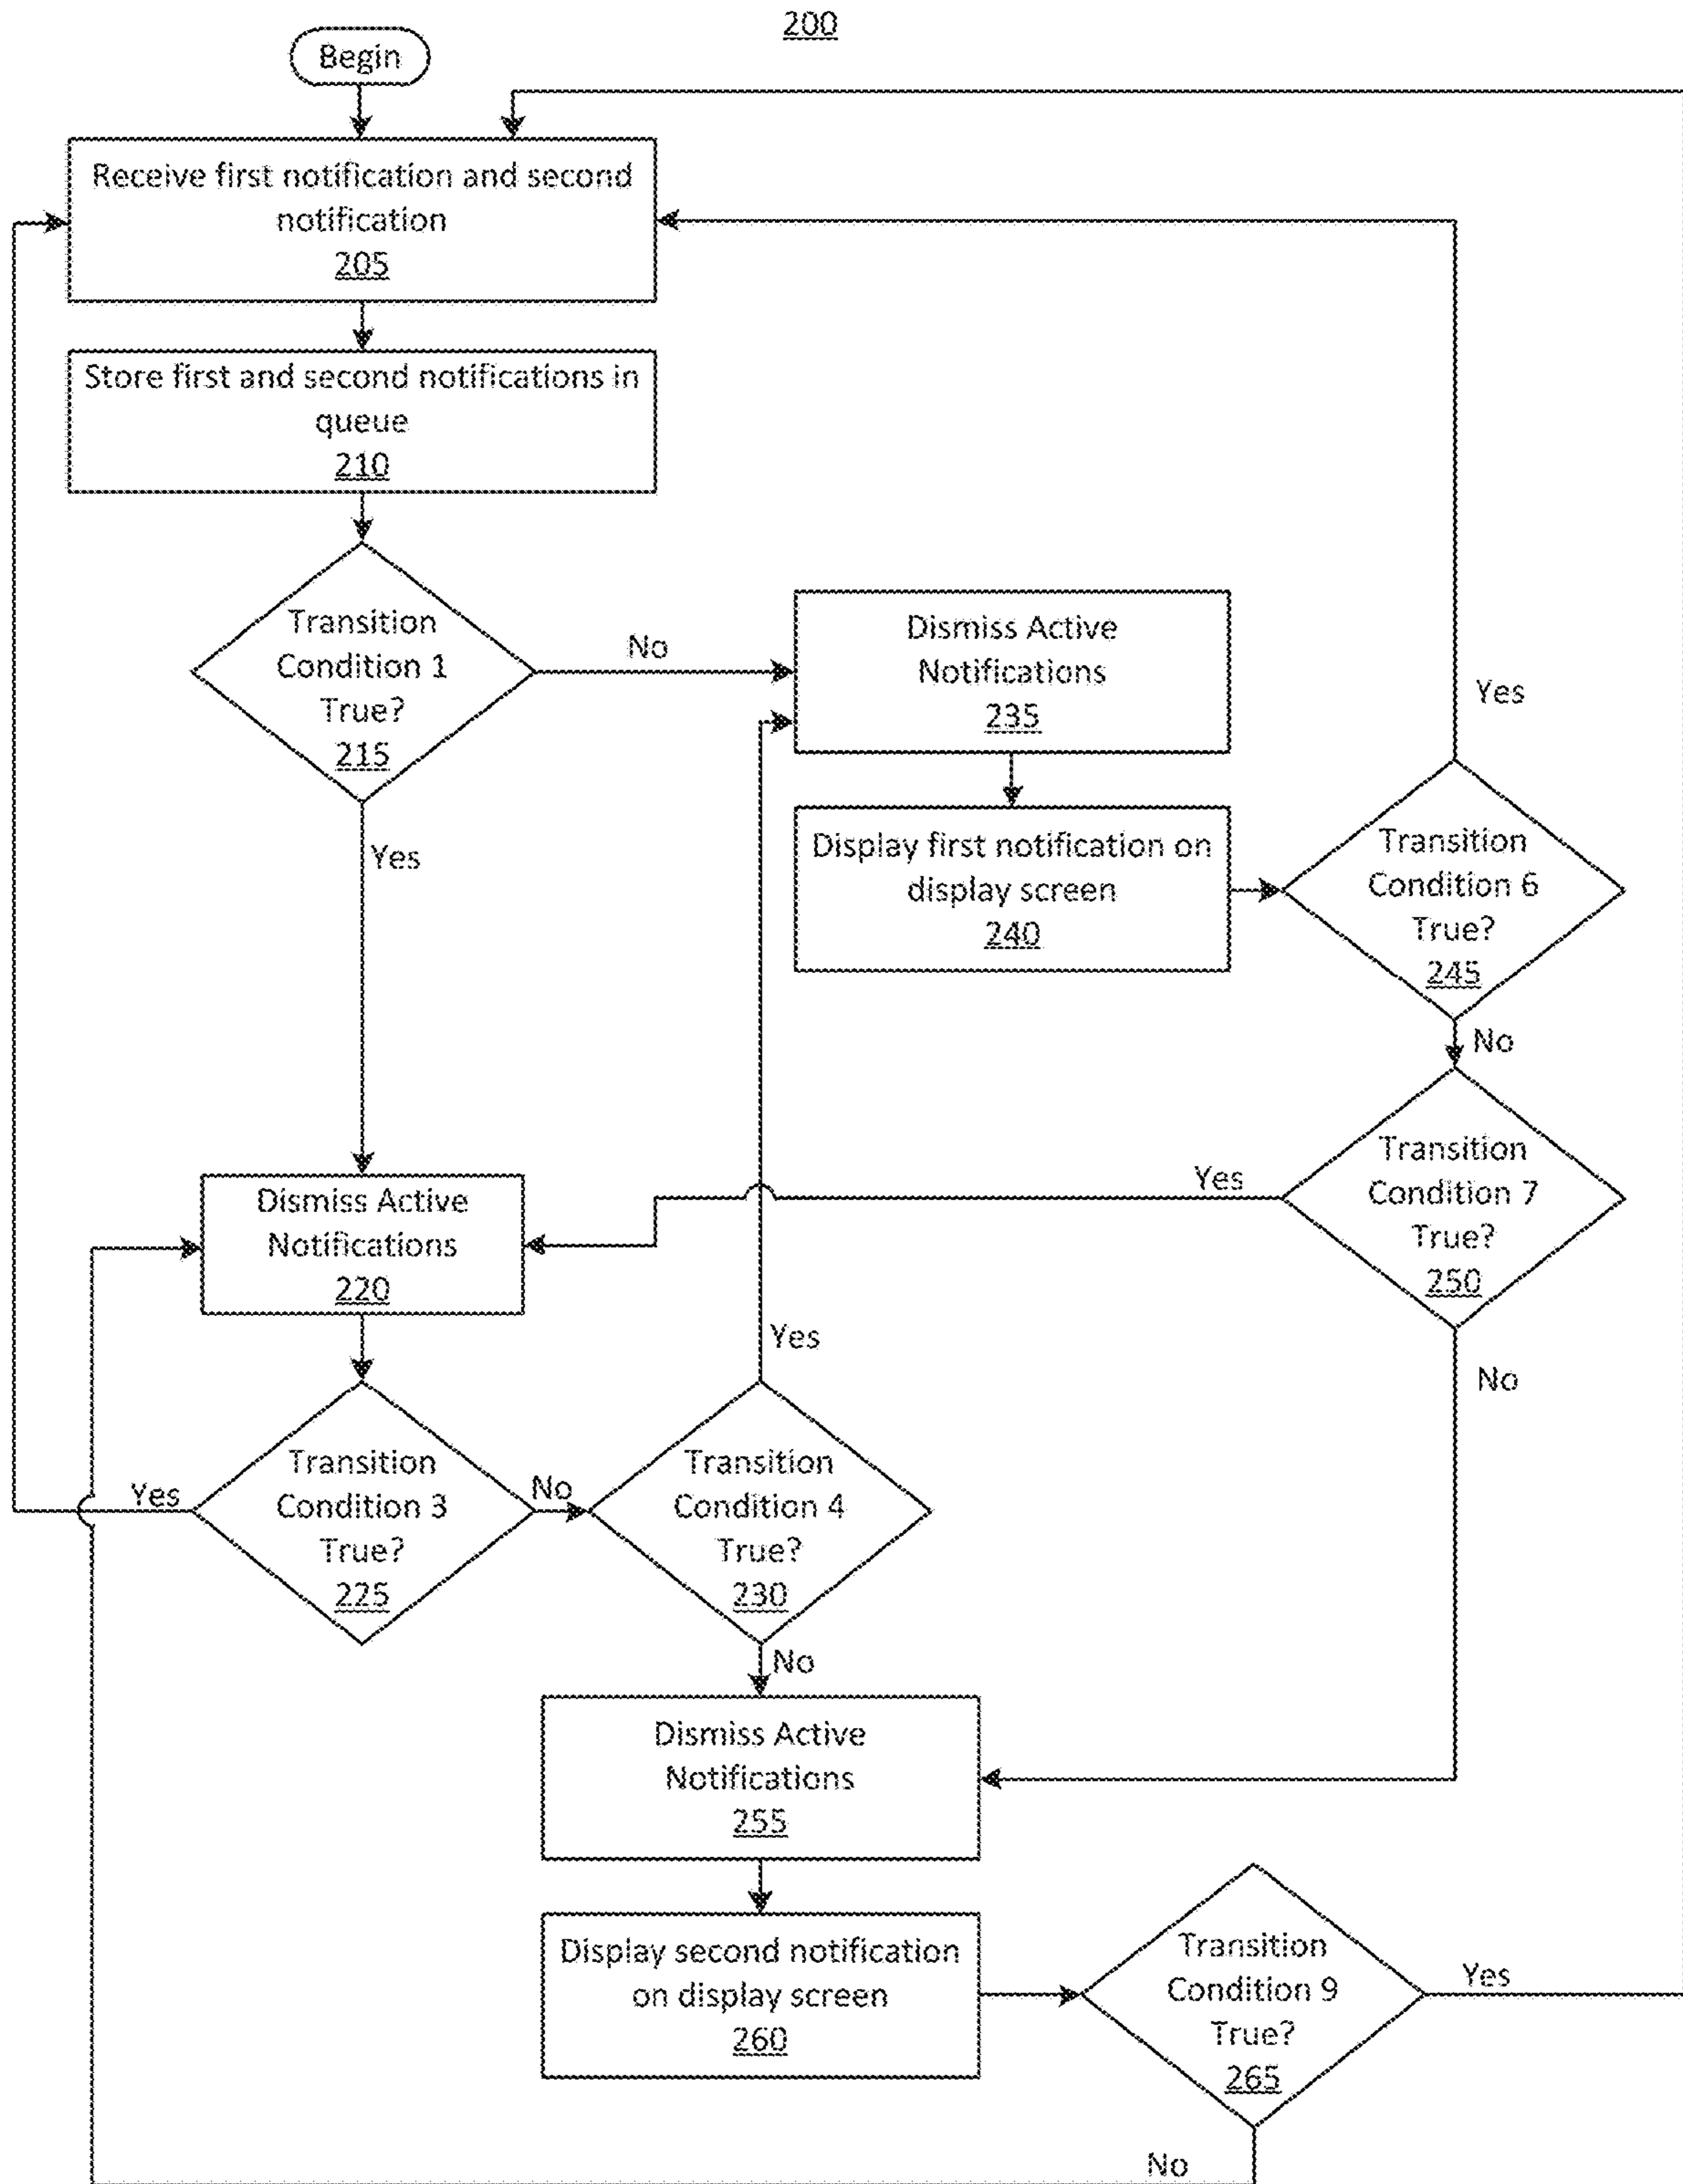 200
Begin
Receive first notification and second
notification
205
Store first and second notifications in
queue
210
Transition
Condition 1
True?
215
No
Yes
Dismiss Active
Notifications
235
Display first notification on
display screen
240
Transition
Condition 6
True?
245
Yes
No
Transition
Condition 7
True?
250
Yes
No
Dismiss Active
Notifications
220
Transition
Condition 3
True?
225
Yes
No
Transition
Condition 4
True?
230
Yes
No
Dismiss Active
Notifications
255
Display second notification
on display screen
260
Transition
Condition 9
True?
265
Yes
No